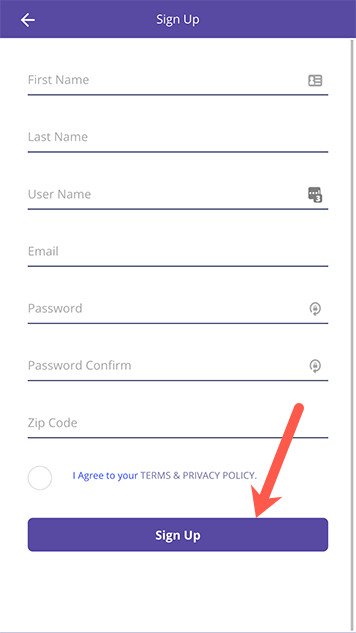 Sign Up
First Name
Last Name
User Name
3
Email
Password
Password Confirm
Zip Code
I Agree to your TERMS & PRIVACY POLICY.
Sign Up